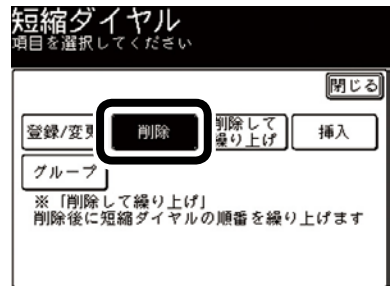 短縮ダイヤル
項目を選択してください
閉じる
登録/変更
削除
削除して
繰り上げ
挿入
グループ
※「削除して繰り上げ」
削除後に短縮ダイヤルの順番を繰り上げます